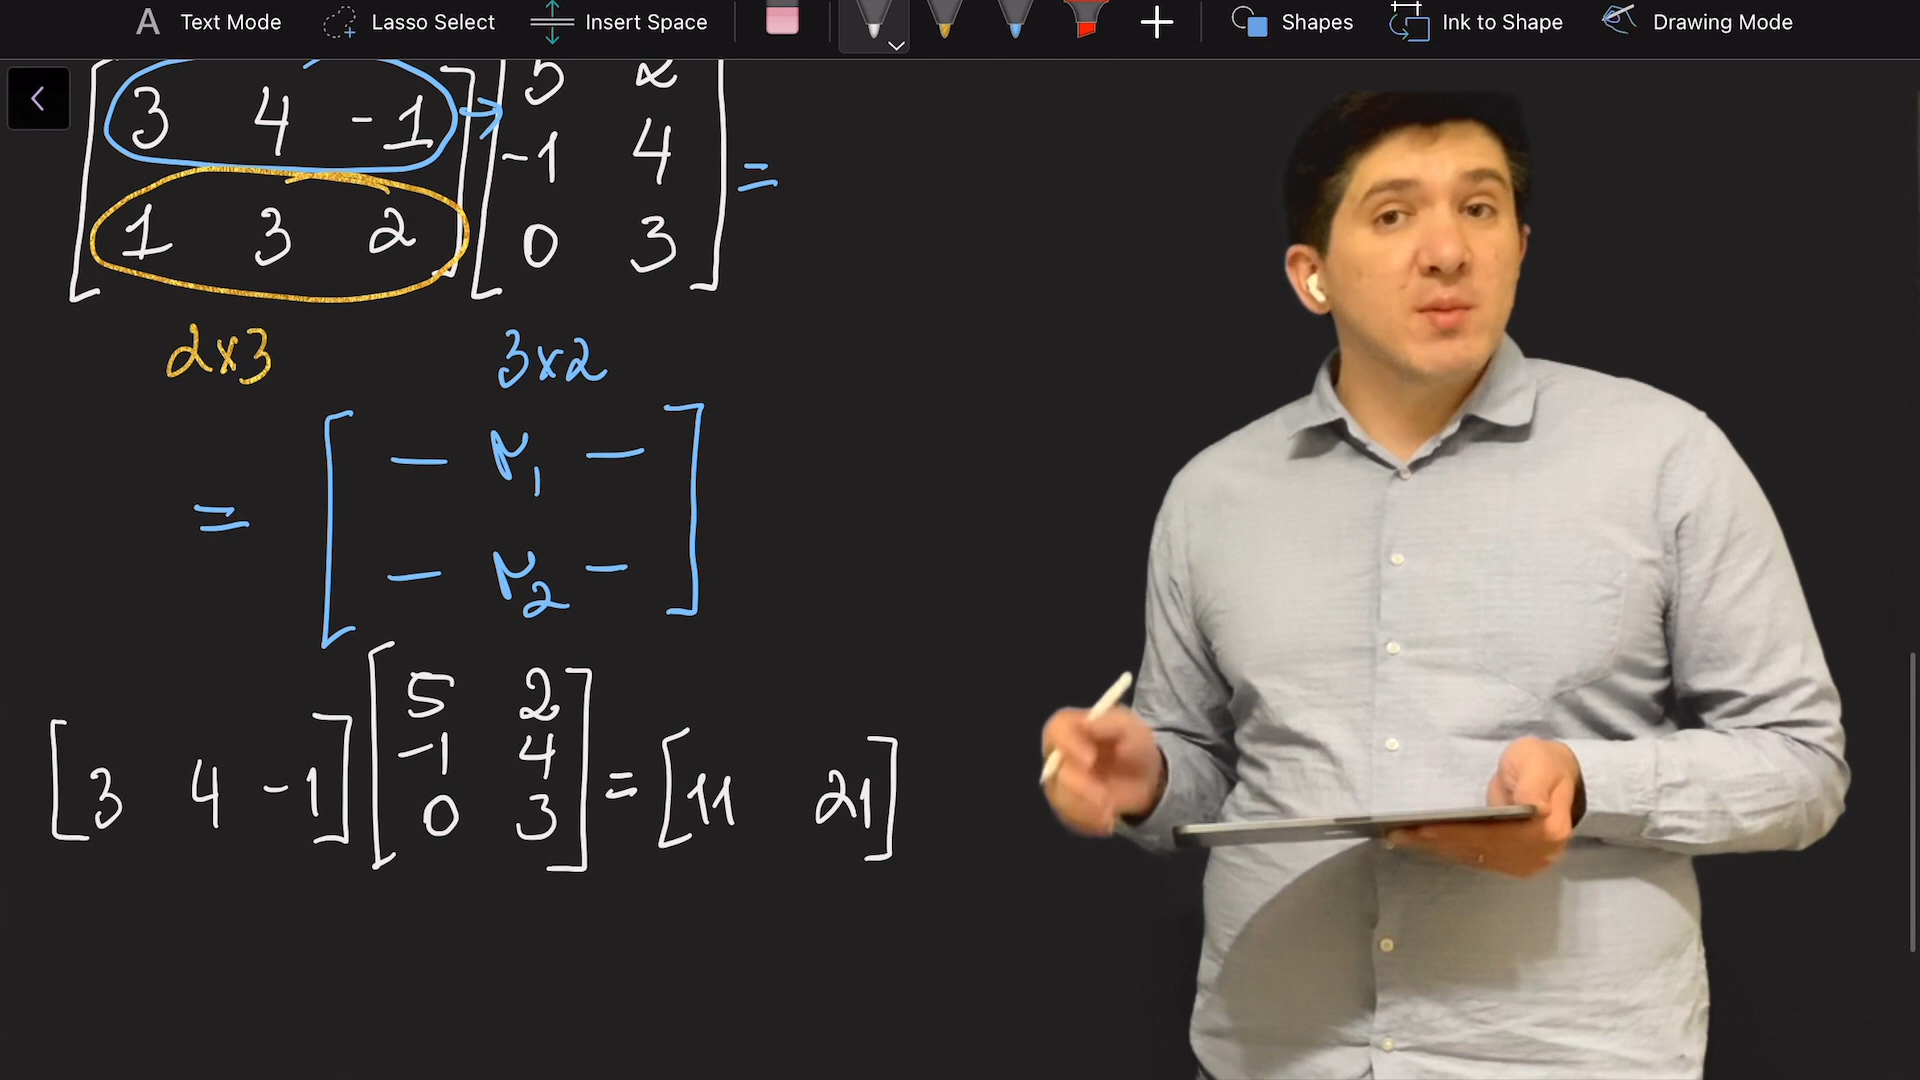 Text Mode Lasso Select Insert Space Shapes Ink to Shape Drawing Mode
3 4 -1 5 2
-1 4 =
1 3 2 0 3
2x3 3x2
= — r₁ —
— r₂ —
[3 4 -1] [5 2
-1 4
0 3] = [11 21]